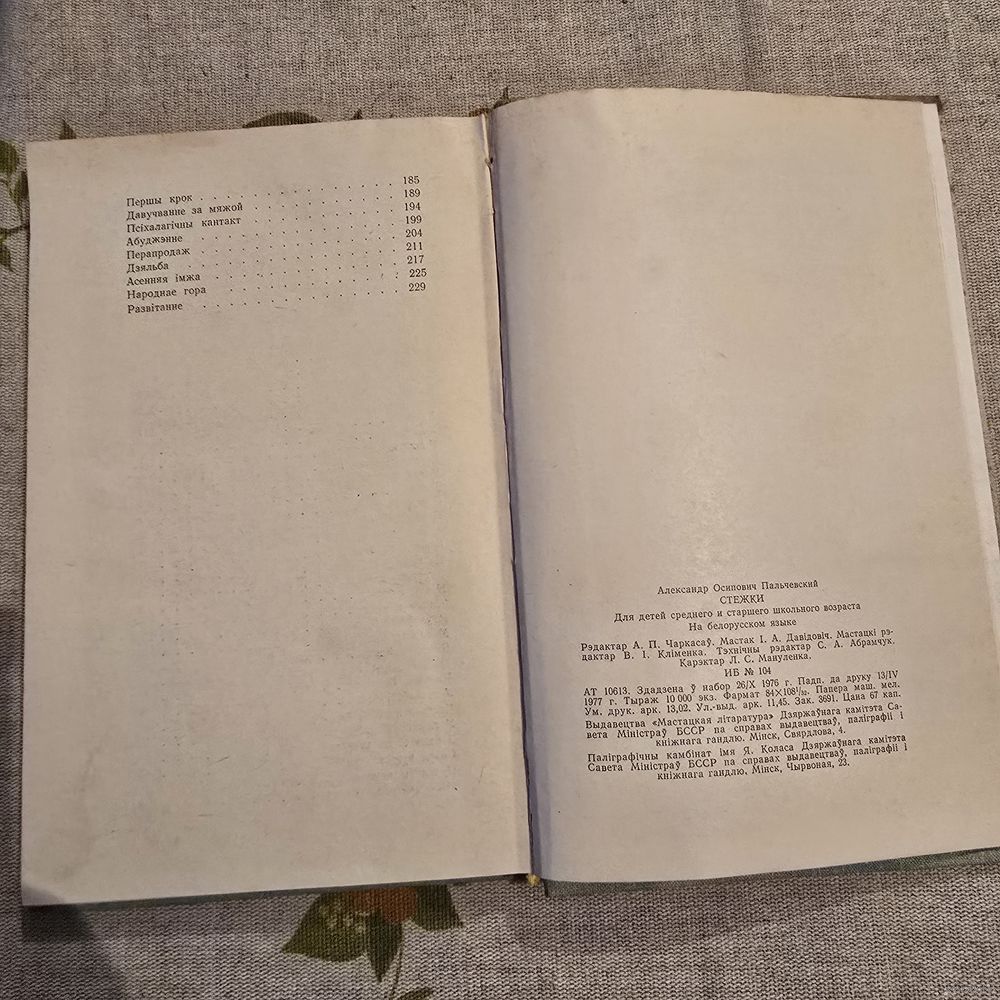 Першы крок . . . . . . . . . . . . . . . 185
Давучванне за мяжой . . . . . . . . . . . . 189
Псіхалагічны кантакт . . . . . . . . . . . . 194
Абуджэнне . . . . . . . . . . . . . . . 199
Перапродаж . . . . . . . . . . . . . . . 204
Дзяльба . . . . . . . . . . . . . . . . 211
Асенняя імжа . . . . . . . . . . . . . . 217
Народнае гора . . . . . . . . . . . . . . 225
Развітанне . . . . . . . . . . . . . . . 229
Александр Осипович Пальчевский
СТЕЖКИ
Для детей среднего и старшего школьного возраста
На белорусском языке
Рэдактар А. П. Чаркасаў. Мастак І. А. Давідовіч. Мастацкі рэ-
дактар В. І. Кліменка. Тэхнічны рэдактар С. А. Абрамчук.
Карэктар Л. С. Мануленка.
ИБ № 104
АТ 10613. Здадзена ў набор 26/X 1976 г. Падп. да друку 13/IV
1977 г. Тыраж 10 000 экз. Фармат 84×108¹/₃₂. Папера маш. мел.
Ум. друк. арк. 13,02. Ул.-выд. арк. 11,45. Зак. 3691. Цана 67 кап.
Выдавецтва «Мастацкая літаратура» Дзяржаўнага камітэта Са-
вета Міністраў БССР па справах выдавецтваў, паліграфіі і
кніжнага гандлю. Мінск, Свярдлова, 4.
Паліграфічны камбінат імя Я. Коласа Дзяржаўнага камітэта
Савета Міністраў БССР па справах выдавецтваў, паліграфіі і
кніжнага гандлю. Мінск, Чырвоная, 23.